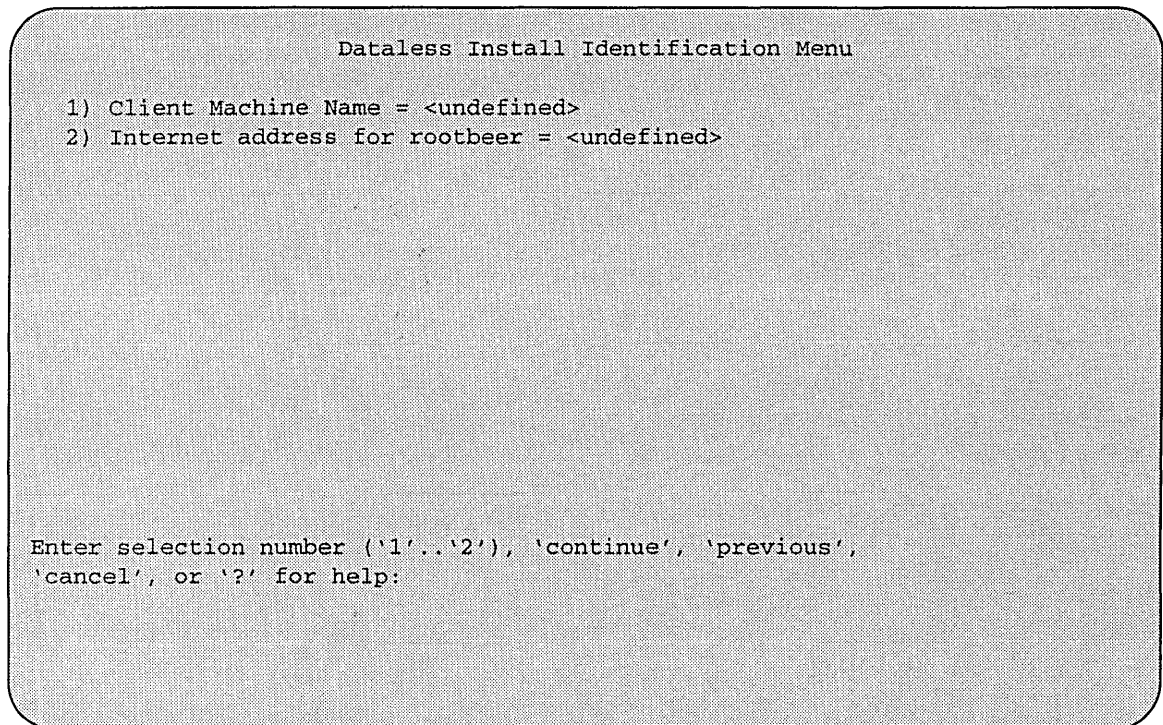 Dataless Install Identification Menu
1) Client Machine Name = <undefined>
2) Internet address for rootbeer = <undefined>
Enter selection number (‘1’..‘2’), ‘continue’, ‘previous’,
‘cancel’, or ‘?’ for help: